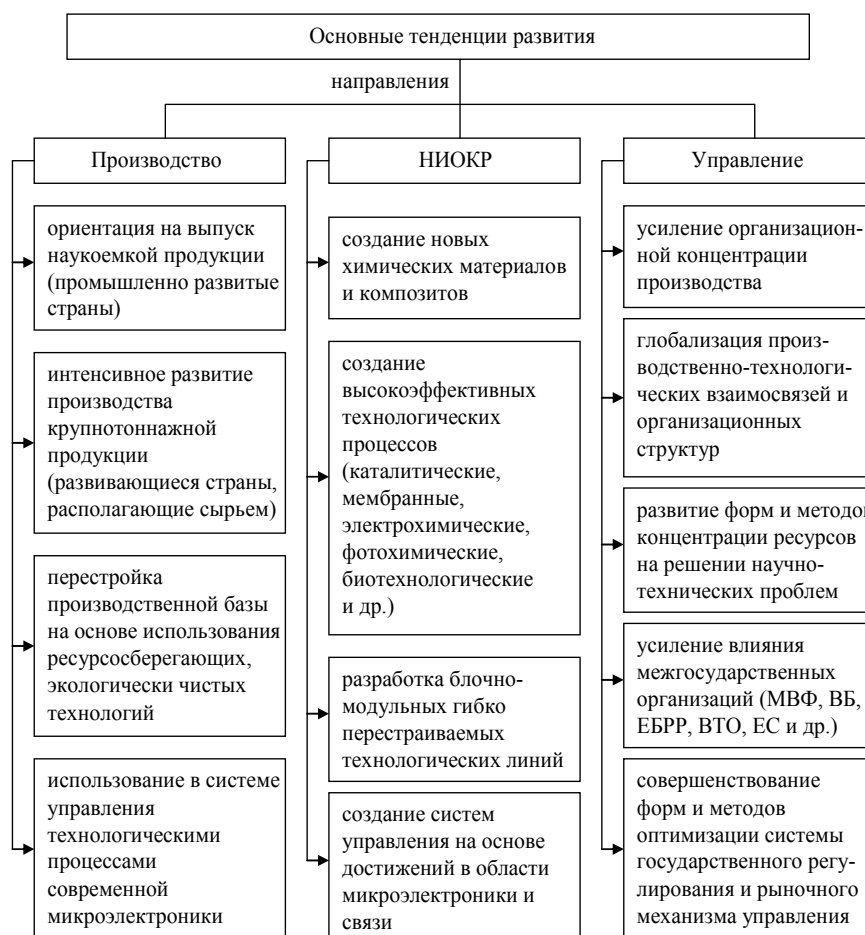 Основные тенденции развития
направления
Производство
ориентация на выпуск
наукоемкой продукции
(промышленно развитые
страны)
интенсивное развитие
производства
крупнотоннажной
продукции
(развивающиеся страны,
располагающие сырьем)
перестройка
производственной базы
на основе использования
ресурсосберегающих,
экологически чистых
технологий
использование в системе
управления
технологическими
процессами
современной
микроэлектроники
НИОКР
создание новых
химических материалов
и композитов
создание
высокоэффективных
технологических
процессов
(каталитические,
мембранные,
электрохимические,
фотохимические,
биотехнологические
и др.)
разработка блочно-
модульных гибко
перестраиваемых
технологических линий
создание систем
управления на основе
достижений в области
микроэлектроники и
связи
Управление
усиление организацион-
ной концентрации
производства
глобализация произ-
водственно-технологи-
ческих взаимосвязей и
организационных
структур
развитие форм и методов
концентрации ресурсов
на решении научно-
технических проблем
усиление влияния
межгосударственных
организаций (МВФ, ВБ,
ЕБРР, ВТО, ЕС и др.)
совершенствование
форм и методов
оптимизации системы
государственного регу-
лирования и рыночного
механизма управления